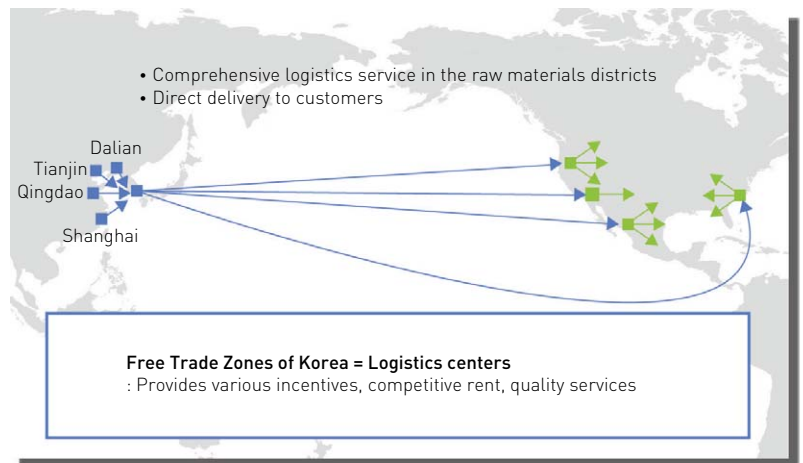 • Comprehensive logistics service in the raw materials districts
• Direct delivery to customers
Dalian
Tianjin
Qingdao
Shanghai
Free Trade Zones of Korea = Logistics centers
: Provides various incentives, competitive rent, quality services